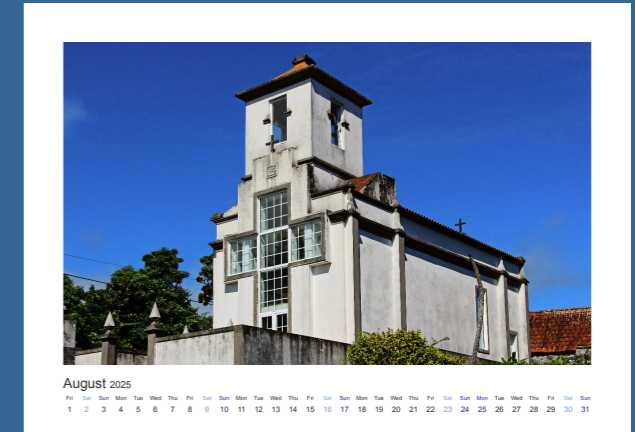 August 2025
Fri Sat Sun Mon Tue Wed Thu Fri Sat Sun Mon Tue Wed Thu Fri Sat Sun Mon Tue Wed Thu Fri Sat Sun Mon Tue Wed Thu Fri Sat Sun
1 2 3 4 5 6 7 8 9 10 11 12 13 14 15 16 17 18 19 20 21 22 23 24 25 26 27 28 29 30 31